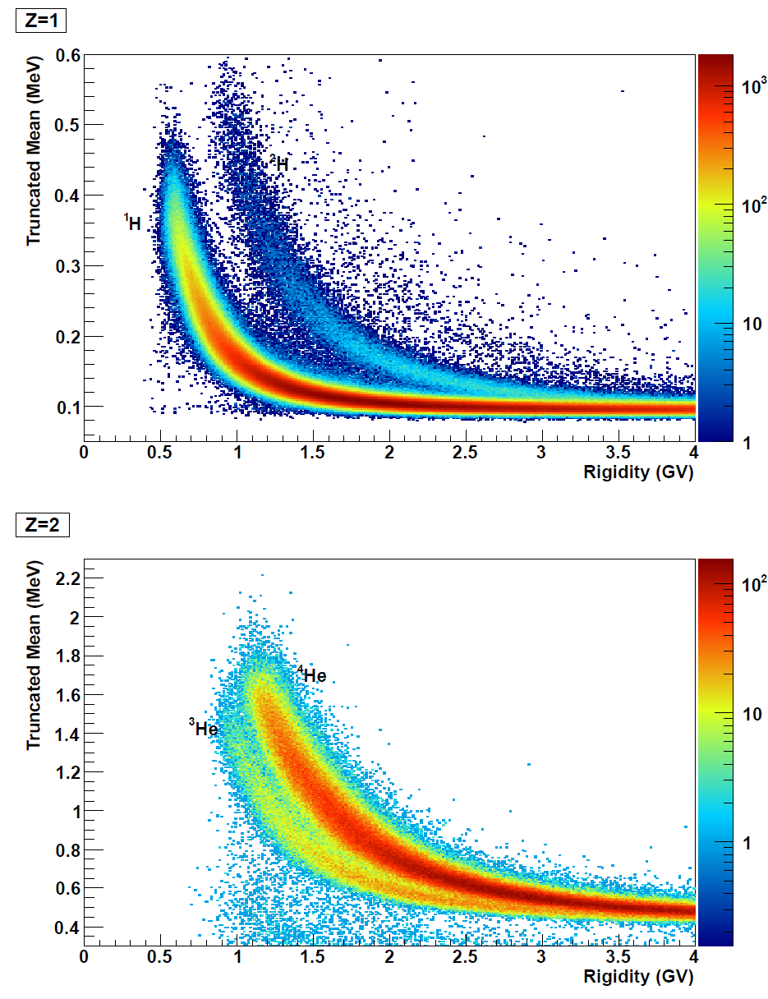 Z=1
Truncated Mean (MeV)
0.6
0.5
0.4
0.3
0.2
0.1
¹H
²H
0 0.5 1 1.5 2 2.5 3 3.5 4
Rigidity (GV)
10³
10²
10
1
Z=2
Truncated Mean (MeV)
2.2
2
1.8
1.6
1.4
1.2
1
0.8
0.6
0.4
⁴He
³He
0 0.5 1 1.5 2 2.5 3 3.5 4
Rigidity (GV)
10²
10
1